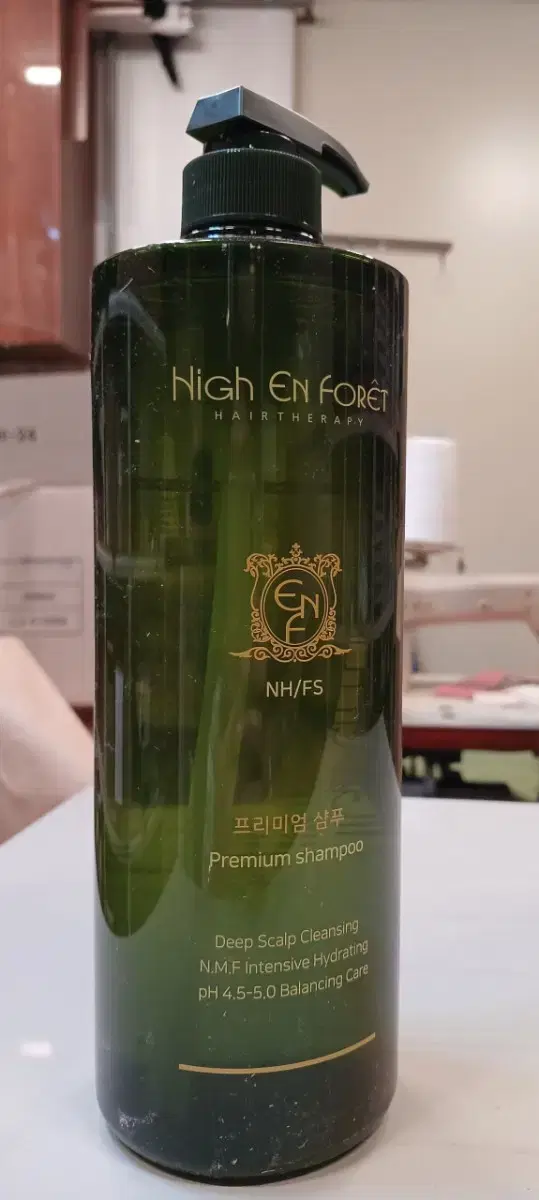 High En Forêt
HAIRTHERAPY
ENF
NH/FS
프리미엄 샴푸
Premium shampoo
Deep Scalp Cleansing
N.M.F Intensive Hydrating
pH 4.5-5.0 Balancing Care